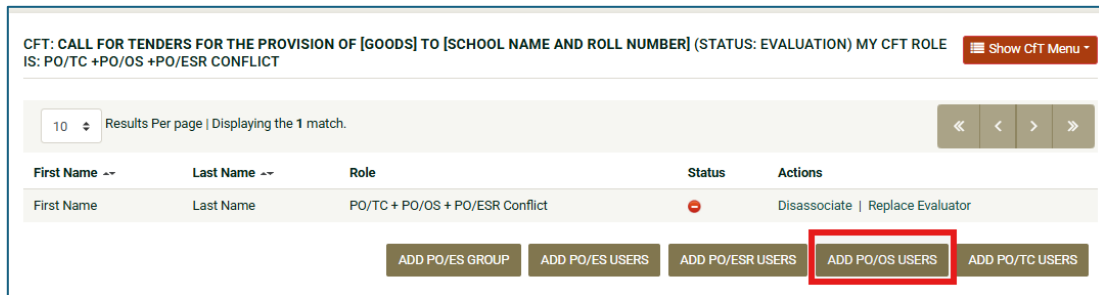 CFT: CALL FOR TENDERS FOR THE PROVISION OF [GOODS] TO [SCHOOL NAME AND ROLL NUMBER] (STATUS: EVALUATION) MY CFT ROLE
IS: PO/TC +PO/OS +PO/ESR CONFLICT
Show CfT Menu
10 Results Per page | Displaying the 1 match.
« < > »
First Name Last Name Role Status Actions
First Name Last Name PO/TC + PO/OS + PO/ESR Conflict Disassociate | Replace Evaluator
ADD PO/ES GROUP ADD PO/ES USERS ADD PO/ESR USERS ADD PO/OS USERS ADD PO/TC USERS